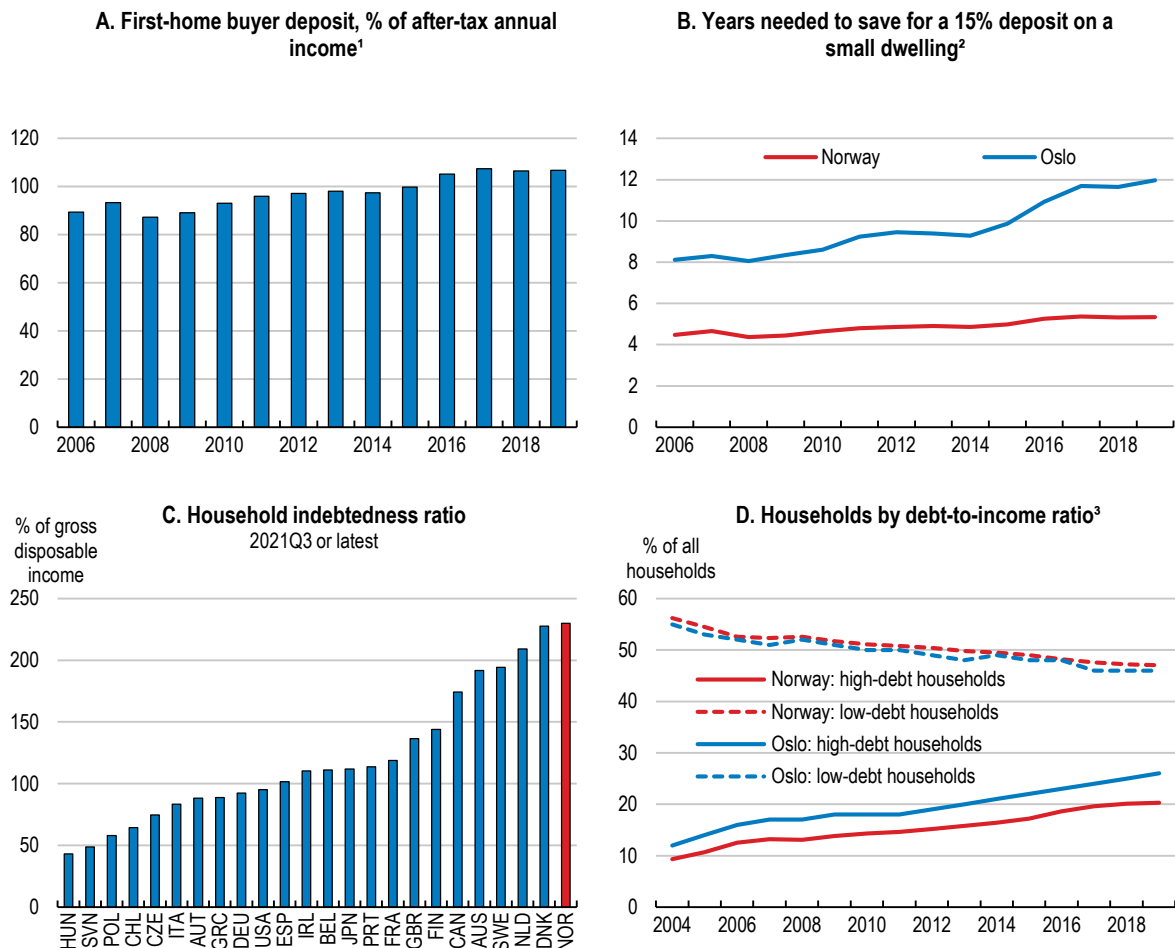 A. First-home buyer deposit, % of after-tax annual
income¹
120
100
80
60
40
20
0
2006
2008
2010
2012
2014
2016
2018
B. Years needed to save for a 15% deposit on a
small dwelling²
14
12
10
8
6
4
2
0
Norway
Oslo
2006
2008
2010
2012
2014
2016
2018
C. Household indebtedness ratio
2021Q3 or latest
% of gross
disposable
income
250
200
150
100
50
0
HUN
SVN
POL
CHL
CZE
ITA
AUT
GRC
DEU
USA
ESP
IRL
BEL
JPN
PRT
FRA
GBR
FIN
CAN
AUS
SWE
NLD
DNK
NOR
D. Households by debt-to-income ratio³
% of all
households
60
50
40
30
20
10
0
Norway: high-debt households
Norway: low-debt households
Oslo: high-debt households
Oslo: low-debt households
2004
2006
2008
2010
2012
2014
2016
2018